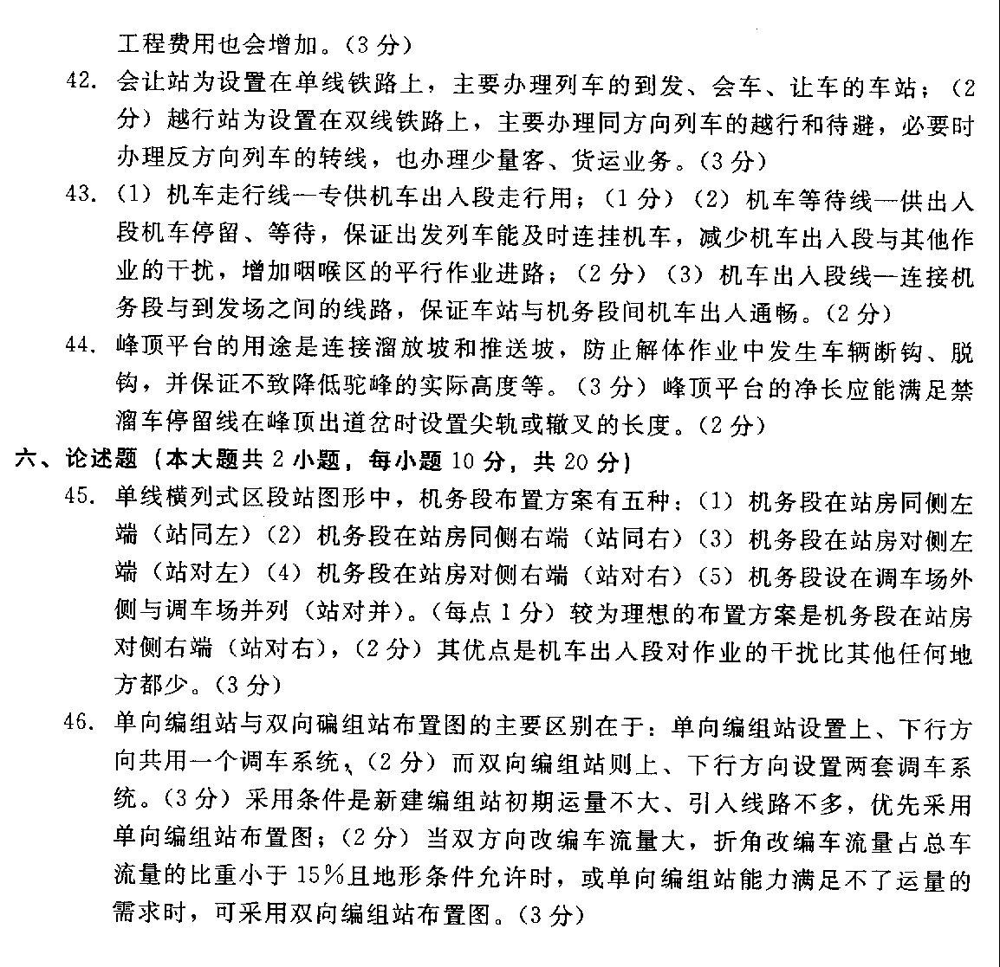 工程费用也会增加。(3 分)
42. 会让站为设置在单线铁路上，主要办理列车的到发、会车、让车的车站；(2
分) 越行站为设置在双线铁路上，主要办理同方向列车的越行和待避，必要时
办理反方向列车的转线，也办理少量客、货运业务。(3 分)
43. (1) 机车走行线—专供机车出入段走行用；(1 分) (2) 机车等待线—供出入
段机车停留、等待，保证出发列车能及时连挂机车，减少机车出入段与其他作
业的干扰，增加咽喉区的平行作业进路；(2 分) (3) 机车出入段线—连接机
务段与到发场之间的线路，保证车站与机务段间机车出入通畅。(2 分)
44. 峰顶平台的用途是连接溜放坡和推送坡，防止解体作业中发生车辆断钩、脱
钩，并保证不致降低驼峰的实际高度等。(3 分) 峰顶平台的净长应能满足禁
溜车停留线在峰顶出道岔时设置尖轨或辙叉的长度。(2 分)
六、论述题 (本大题共 2 小题，每小题 10 分，共 20 分)
45. 单线横列式区段站图形中，机务段布置方案有五种：(1) 机务段在站房同侧左
端 (站同左) (2) 机务段在站房同侧右端 (站同右) (3) 机务段在站房对侧左
端 (站对左) (4) 机务段在站房对侧右端 (站对右) (5) 机务段设在调车场外
侧与调车场并列 (站对并)。(每点 1 分) 较为理想的布置方案是机务段在站房
对侧右端 (站对右)，(2 分) 其优点是机车出入段对作业的干扰比其他任何地
方都少。(3 分)
46. 单向编组站与双向碥组站布置图的主要区别在于：单向编组站设置上、下行方
向共用一个调车系统，(2 分) 而双向编组站则上、下行方向设置两套调车系
统。(3 分) 采用条件是新建编组站初期运量不大、引入线路不多，优先采用
单向编组站布置图；(2 分) 当双方向改编车流量大，折角改编车流量占总车
流量的比重小于 15%且地形条件允许时，或单向编组站能力满足不了运量的
需求时，可采用双向编组站布置图。(3 分)